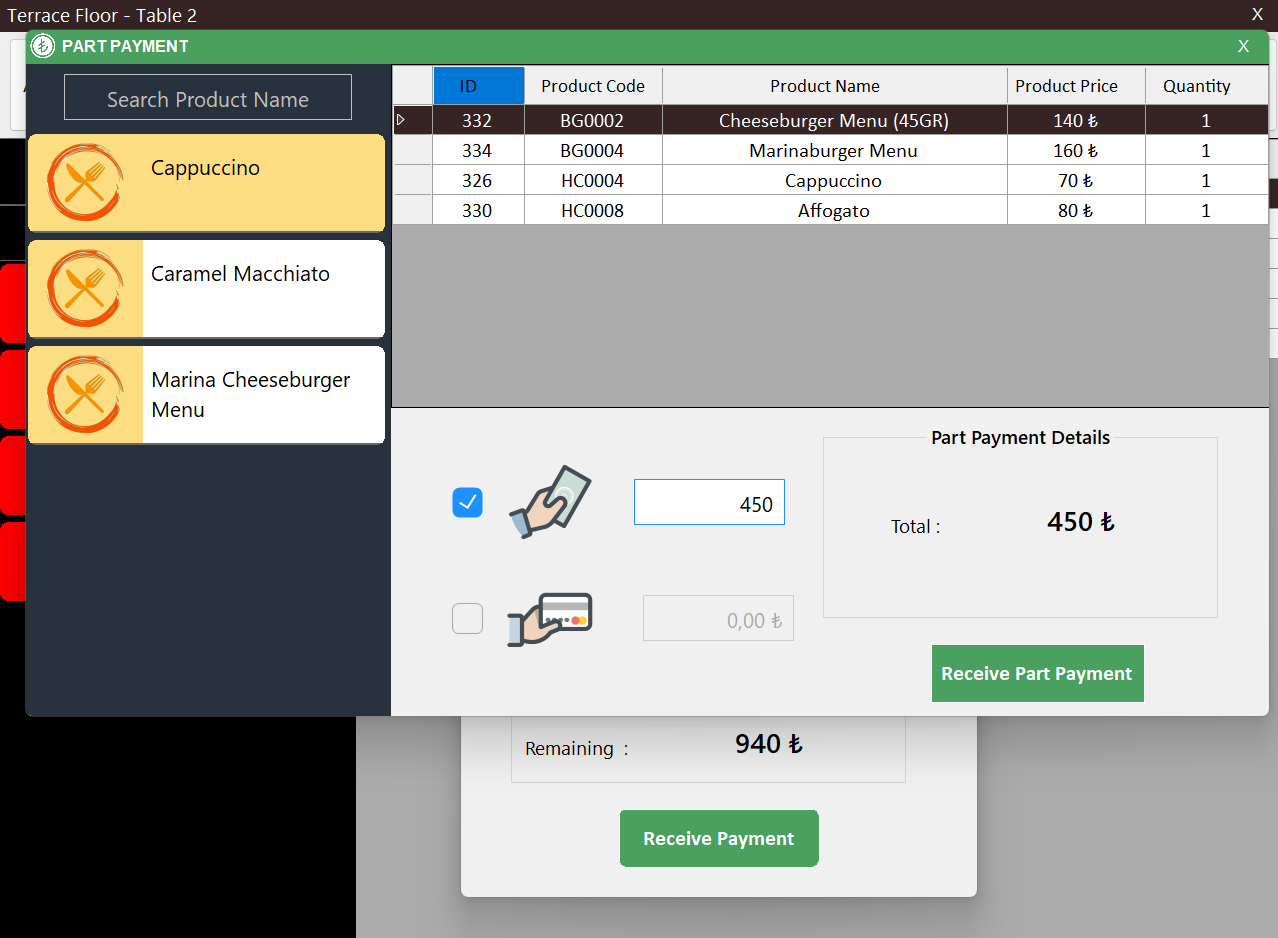 Terrace Floor - Table 2 X
PART PAYMENT X
Search Product Name
Cappuccino
Caramel Macchiato
Marina Cheeseburger
Menu
ID Product Code Product Name Product Price Quantity
332 BG0002 Cheeseburger Menu (45GR) 140 ₺ 1
334 BG0004 Marinaburger Menu 160 ₺ 1
326 HC0004 Cappuccino 70 ₺ 1
330 HC0008 Affogato 80 ₺ 1
450
0,00 ₺
Part Payment Details
Total : 450 ₺
Receive Part Payment
Remaining : 940 ₺
Receive Payment